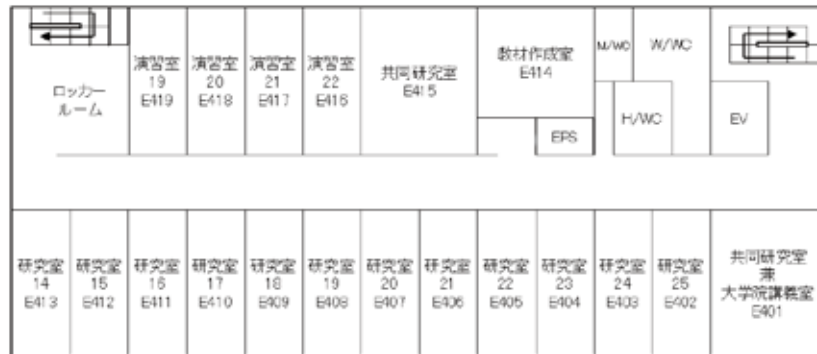 ロッカー
ルーム
演習室
19
E419
演習室
20
E418
演習室
21
E417
演習室
22
E416
共同研究室
E415
教材作成室
E414
EPS
M/WC
W/WC
H/WC
EV
研究室
14
E413
研究室
15
E412
研究室
16
E411
研究室
17
E410
研究室
18
E409
研究室
19
E408
研究室
20
E407
研究室
21
E406
研究室
22
E405
研究室
23
E404
研究室
24
E403
研究室
25
E402
共同研究室
兼
大学院講義室
E401